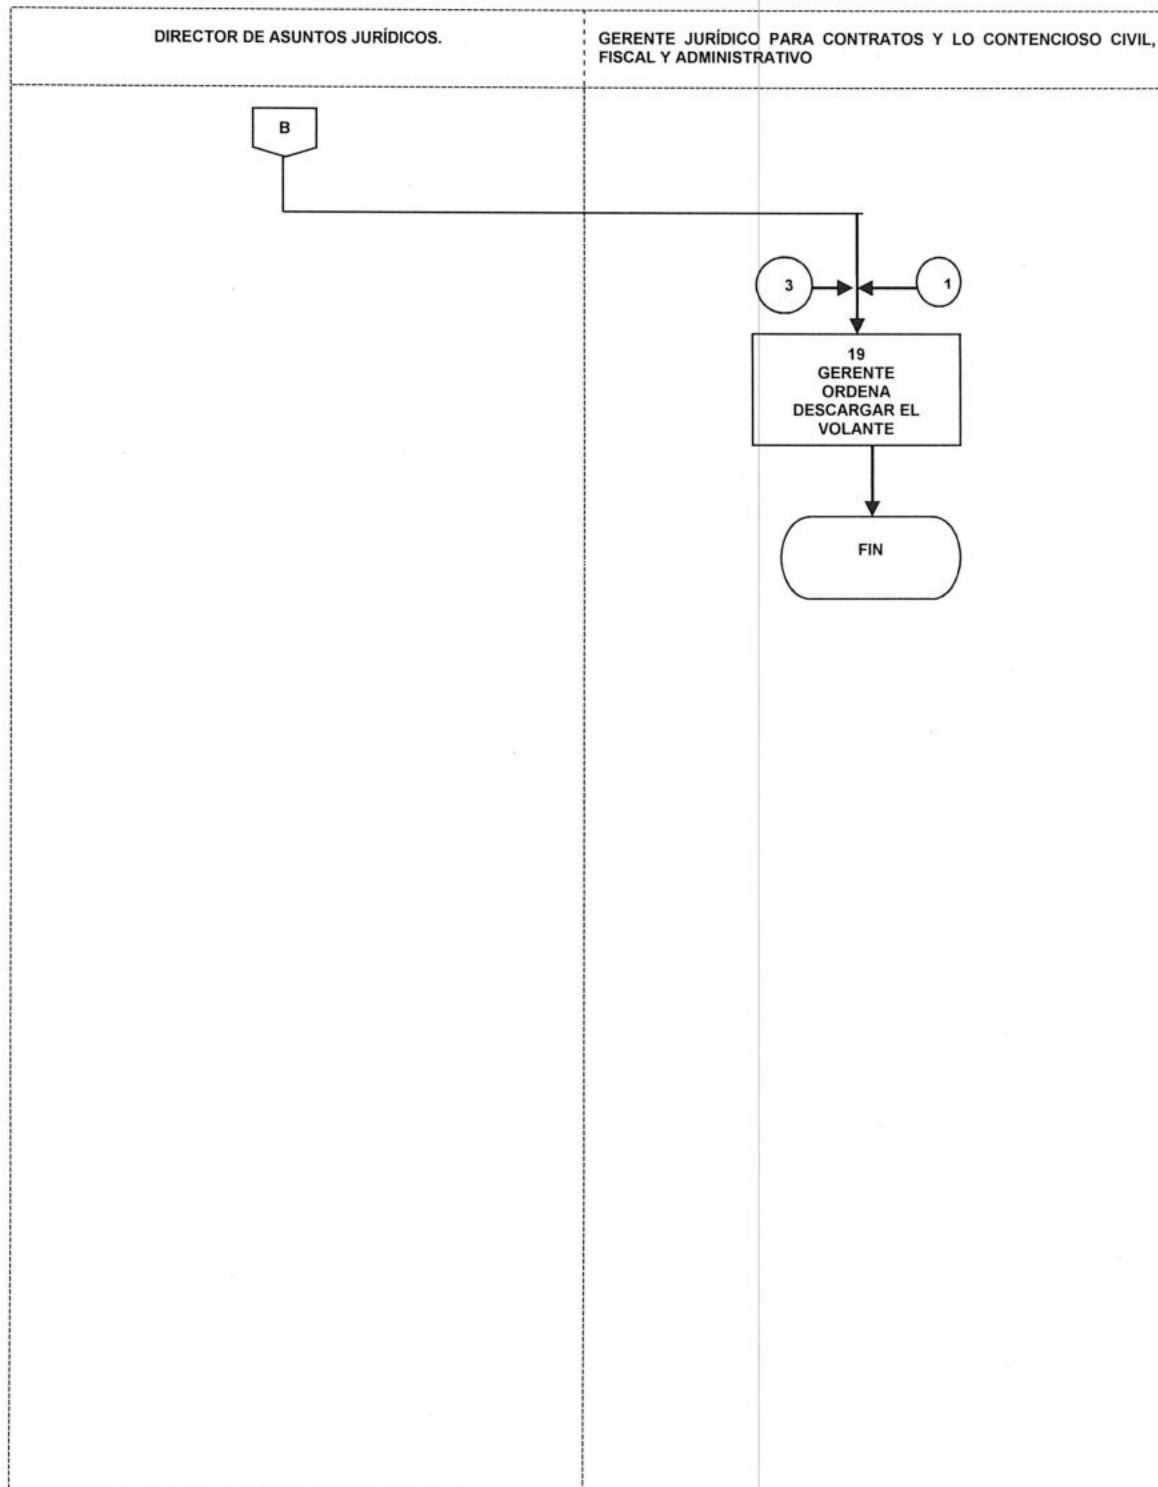 DIRECTOR DE ASUNTOS JURÍDICOS.
GERENTE JURÍDICO PARA CONTRATOS Y LO CONTENCIOSO CIVIL,
FISCAL Y ADMINISTRATIVO
B
3
1
19
GERENTE
ORDENA
DESCARGAR EL
VOLANTE
FIN